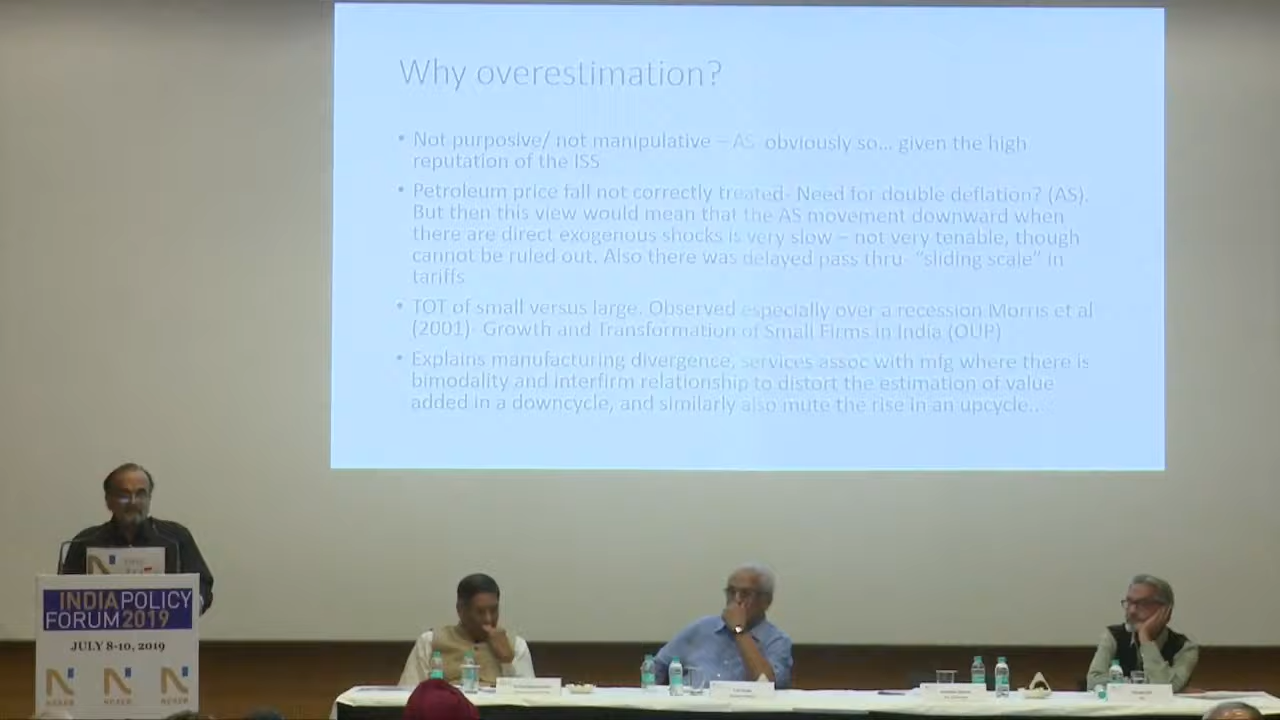 Why overestimation?
• Not purposive/ not manipulative – AS obviously so... given the high
reputation of the ISS
• Petroleum price fall not correctly treated- Need for double deflation? (AS).
But then this view would mean that the AS movement downward when
there are direct exogenous shocks is very slow – not very tenable, though
cannot be ruled out. Also there was delayed pass thru- "sliding scale" in
tariffs
• TOT of small versus large. Observed especially over a recession Morris et al
(2001)- Growth and Transformation of Small Firms in India (OUP)
• Explains manufacturing divergence, services assoc with mfg where there is
bimodality and interfirm relationship to distort the estimation of value
added in a downcycle, and similarly also mute the rise in an upcycle..
INDIA POLICY
FORUM 2019
JULY 8-10, 2019
NCAER NCAER NCAER